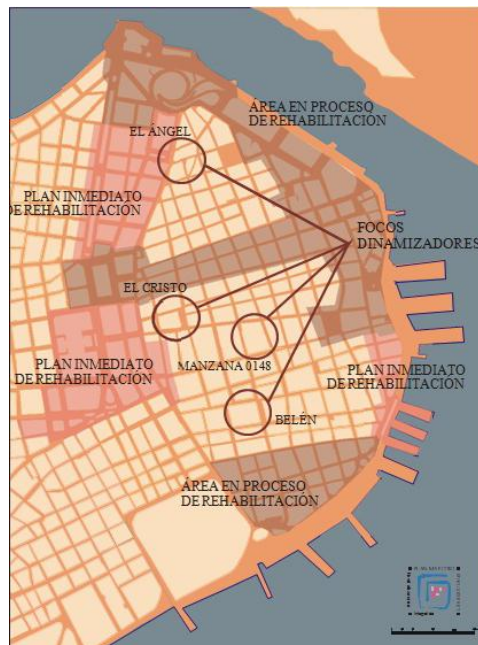 ÁREA EN PROCESO
DE REHABILITACIÓN
EL ÁNGEL
PLAN INMEDIATO
DE REHABILITACIÓN
FOCOS
DINAMIZADORES
EL CRISTO
MANZANA 0148
PLAN INMEDIATO
DE REHABILITACIÓN
PLAN INMEDIATO
DE REHABILITACIÓN
BELÉN
ÁREA EN PROCESO
DE REHABILITACIÓN